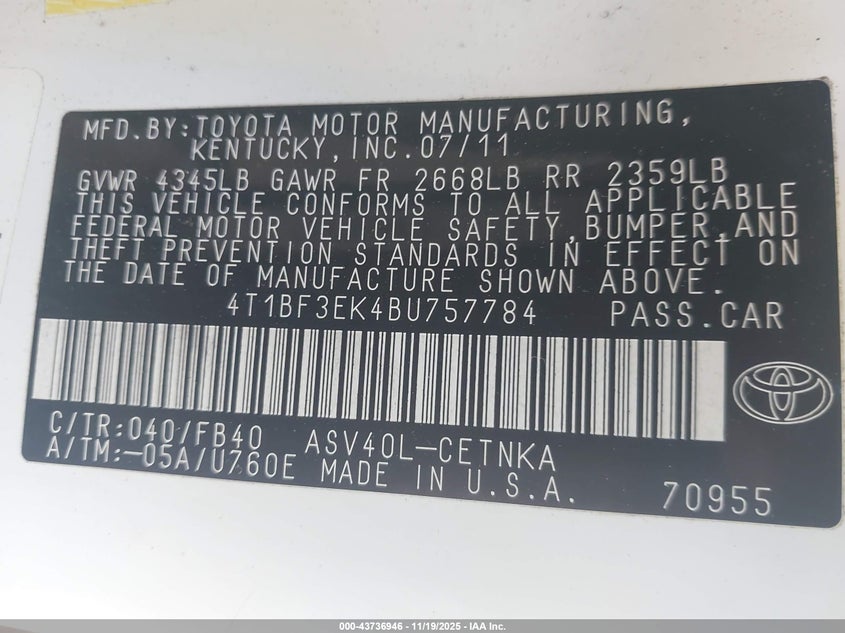 MFD.BY:TOYOTA MOTOR MANUFACTURING,
KENTUCKY,INC.07/11
GVWR 4345LB GAWR FR 2668LB RR 2359LB
THIS VEHICLE CONFORMS TO ALL APPLICABLE
FEDERAL MOTOR VEHICLE SAFETY,BUMPER,AND
THEFT PREVENTION STANDARDS IN EFFECT ON
THE DATE OF MANUFACTURE SHOWN ABOVE.
4T1BF3EK4BU757784 PASS.CAR
C/TR:040/FB40 ASV40L-CETNKA
A/TM:-05A/U760E MADE IN U.S.A.
70955
000-43736946 - 11/19/2025 - IAA Inc.